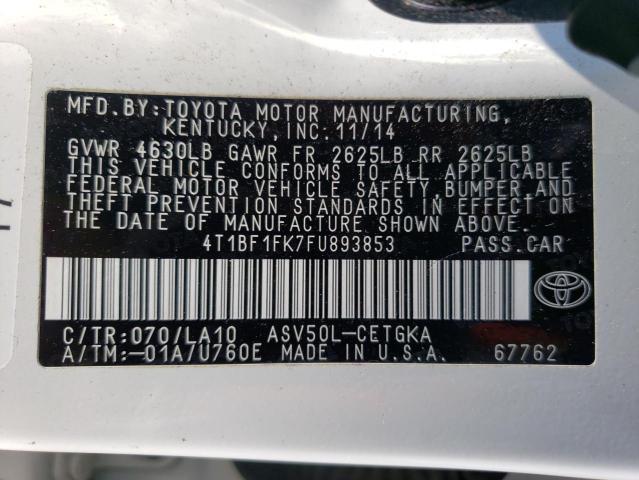 MFD.BY:TOYOTA MOTOR MANUFACTURING,
KENTUCKY,INC.11/14
GVWR 4630LB GAWR FR 2625LB RR 2625LB
THIS VEHICLE CONFORMS TO ALL APPLICABLE
FEDERAL MOTOR VEHICLE SAFETY, BUMPER AND
THEFT PREVENTION STANDARDS IN EFFECT ON
THE DATE OF MANUFACTURE SHOWN ABOVE.
4T1BF1FK7FU893853 PASS.CAR
C/TR:070/LA10 ASV50L-CETGKA
A/TM:-01A/U760E MADE IN U.S.A. 67762